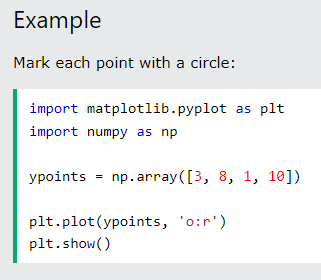 Example
Mark each point with a circle:
import matplotlib.pyplot as plt
import numpy as np
ypoints = np.array([3, 8, 1, 10])
plt.plot(ypoints, 'o:r')
plt.show()